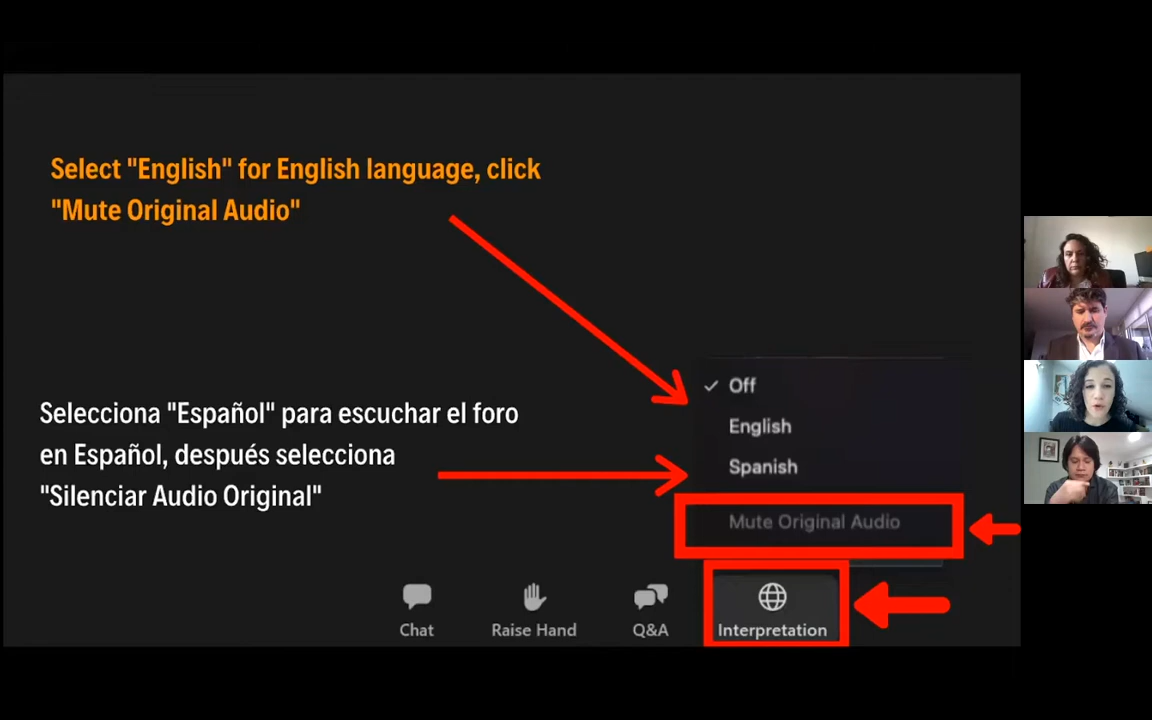 Select "English" for English language, click
"Mute Original Audio"
Selecciona "Español" para escuchar el foro
en Español, después selecciona
"Silenciar Audio Original"
✓ Off
English
Spanish
Mute Original Audio
Chat
Raise Hand
Q&A
Interpretation